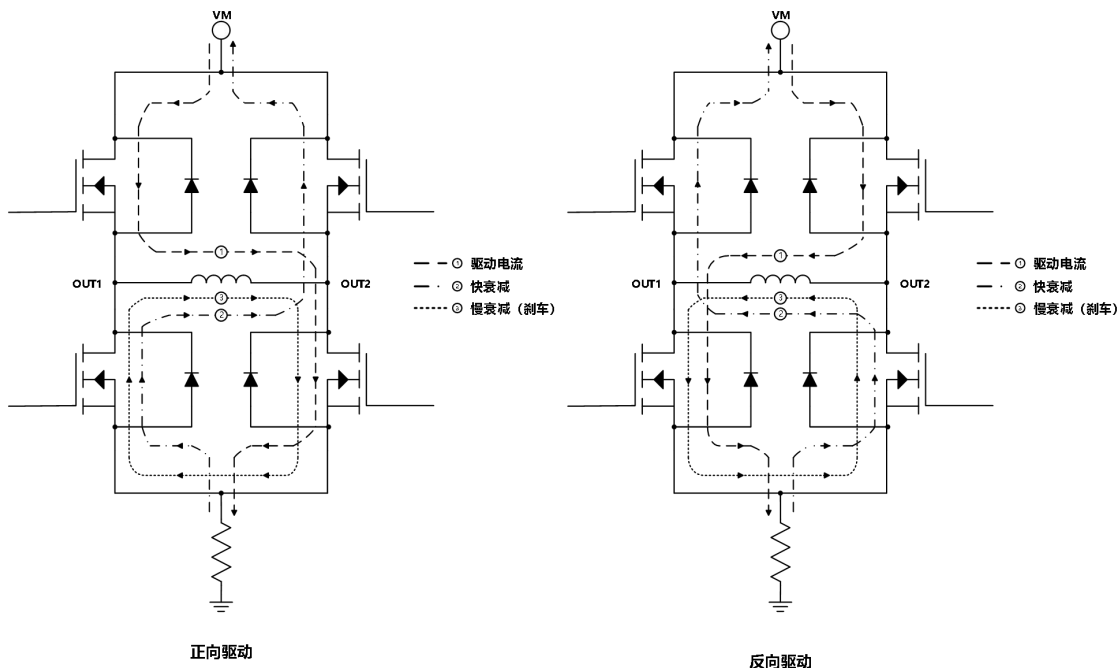 VM
VM
①
①
OUT1
OUT2
OUT1
OUT2
③
②
③
②
① 驱动电流
② 快衰减
③ 慢衰减（刹车）
① 驱动电流
② 快衰减
③ 慢衰减（刹车）
正向驱动
反向驱动